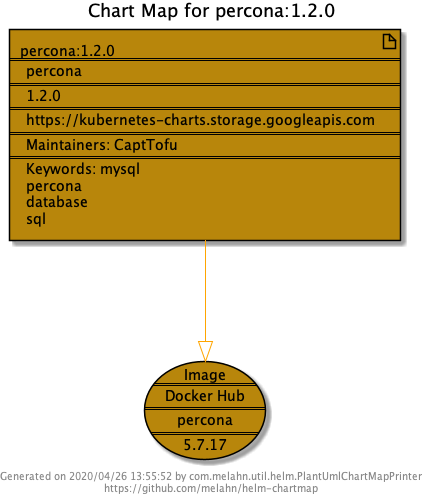 Chart Map for percona:1.2.0
percona:1.2.0
percona
1.2.0
https://kubernetes-charts.storage.googleapis.com
Maintainers: CaptTofu
Keywords: mysql
percona
database
sql
Image
Docker Hub
percona
5.7.17
Generated on 2020/04/26 13:55:52 by com.melahn.util.helm.PlantUmlChartMapPrinter
https://github.com/melahn/helm-chartmap